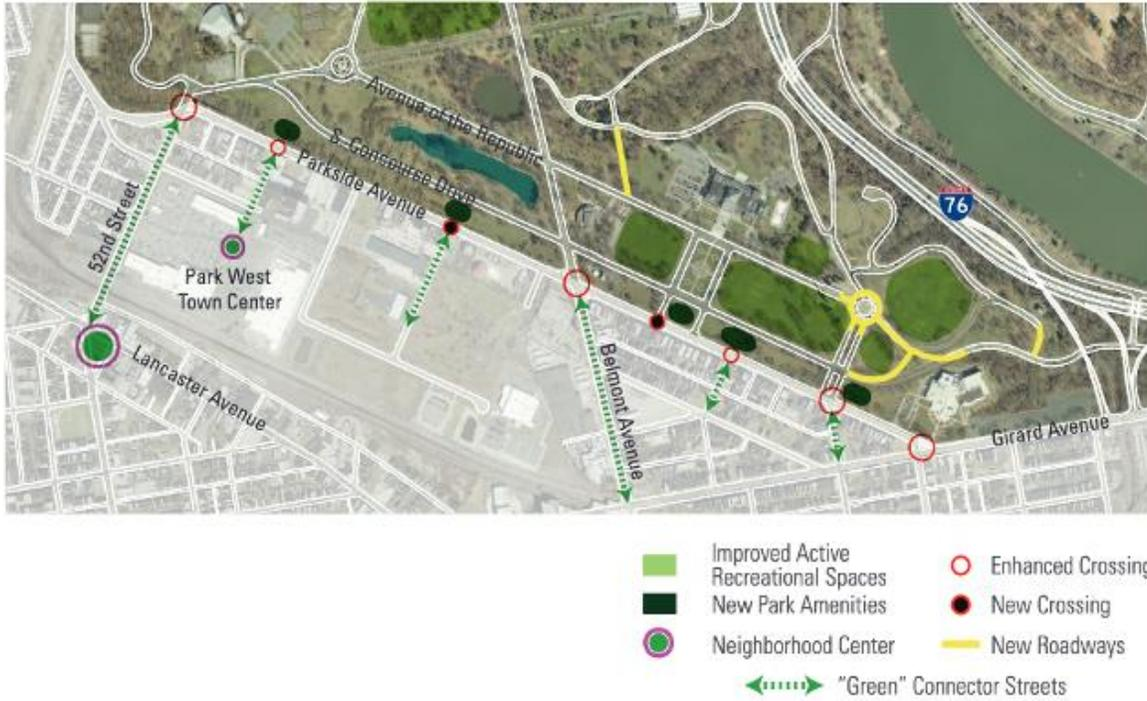 Avenue of the Republic
S. Concourse Drive
Parkside Avenue
52nd Street
76
Park West
Town Center
Lancaster Avenue
Belmont Avenue
Girard Avenue
Improved Active
Recreational Spaces
Enhanced Crossing
New Park Amenities
New Crossing
Neighborhood Center
New Roadways
"Green" Connector Streets